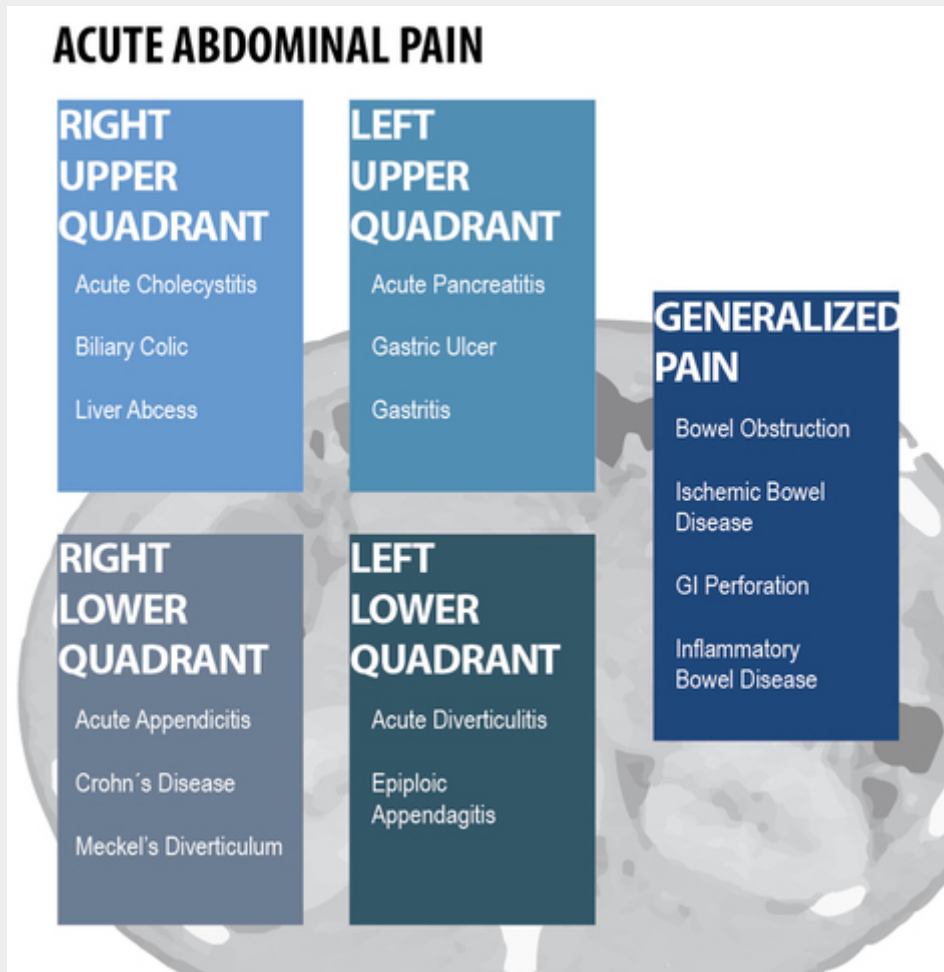 ACUTE ABDOMINAL PAIN
RIGHT
UPPER
QUADRANT
Acute Cholecystitis
Biliary Colic
Liver Abcess
LEFT
UPPER
QUADRANT
Acute Pancreatitis
Gastric Ulcer
Gastritis
GENERALIZED
PAIN
Bowel Obstruction
Ischemic Bowel
Disease
GI Perforation
Inflammatory
Bowel Disease
RIGHT
LOWER
QUADRANT
Acute Appendicitis
Crohn´s Disease
Meckel’s Diverticulum
LEFT
LOWER
QUADRANT
Acute Diverticulitis
Epiploic
Appendagitis